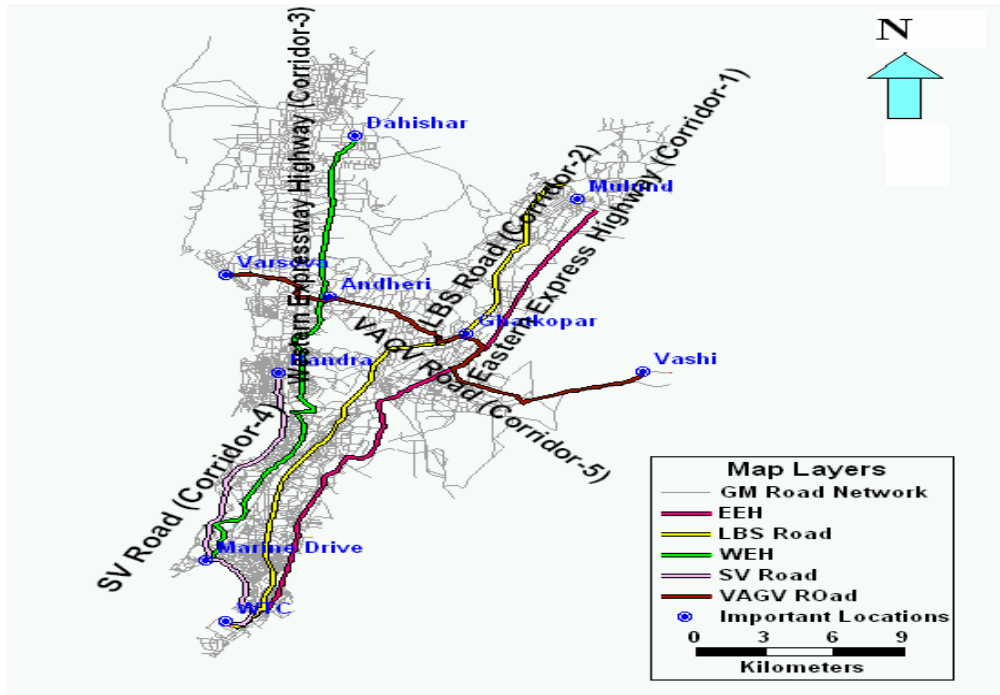 N
Western Expressway Highway (Corridor-3)
Dahishar
Eastern Express Highway (Corridor-1)
LBS Road (Corridor-2)
Mulund
Varsova
Andheri
Ghatkopar
VAGV Road (Corridor-5)
Bandra
Vashi
SV Road (Corridor-4)
Marine Drive
WTC
Map Layers
GM Road Network
EEH
LBS Road
WEH
SV Road
VAGV ROad
Important Locations
0 3 6 9
Kilometers